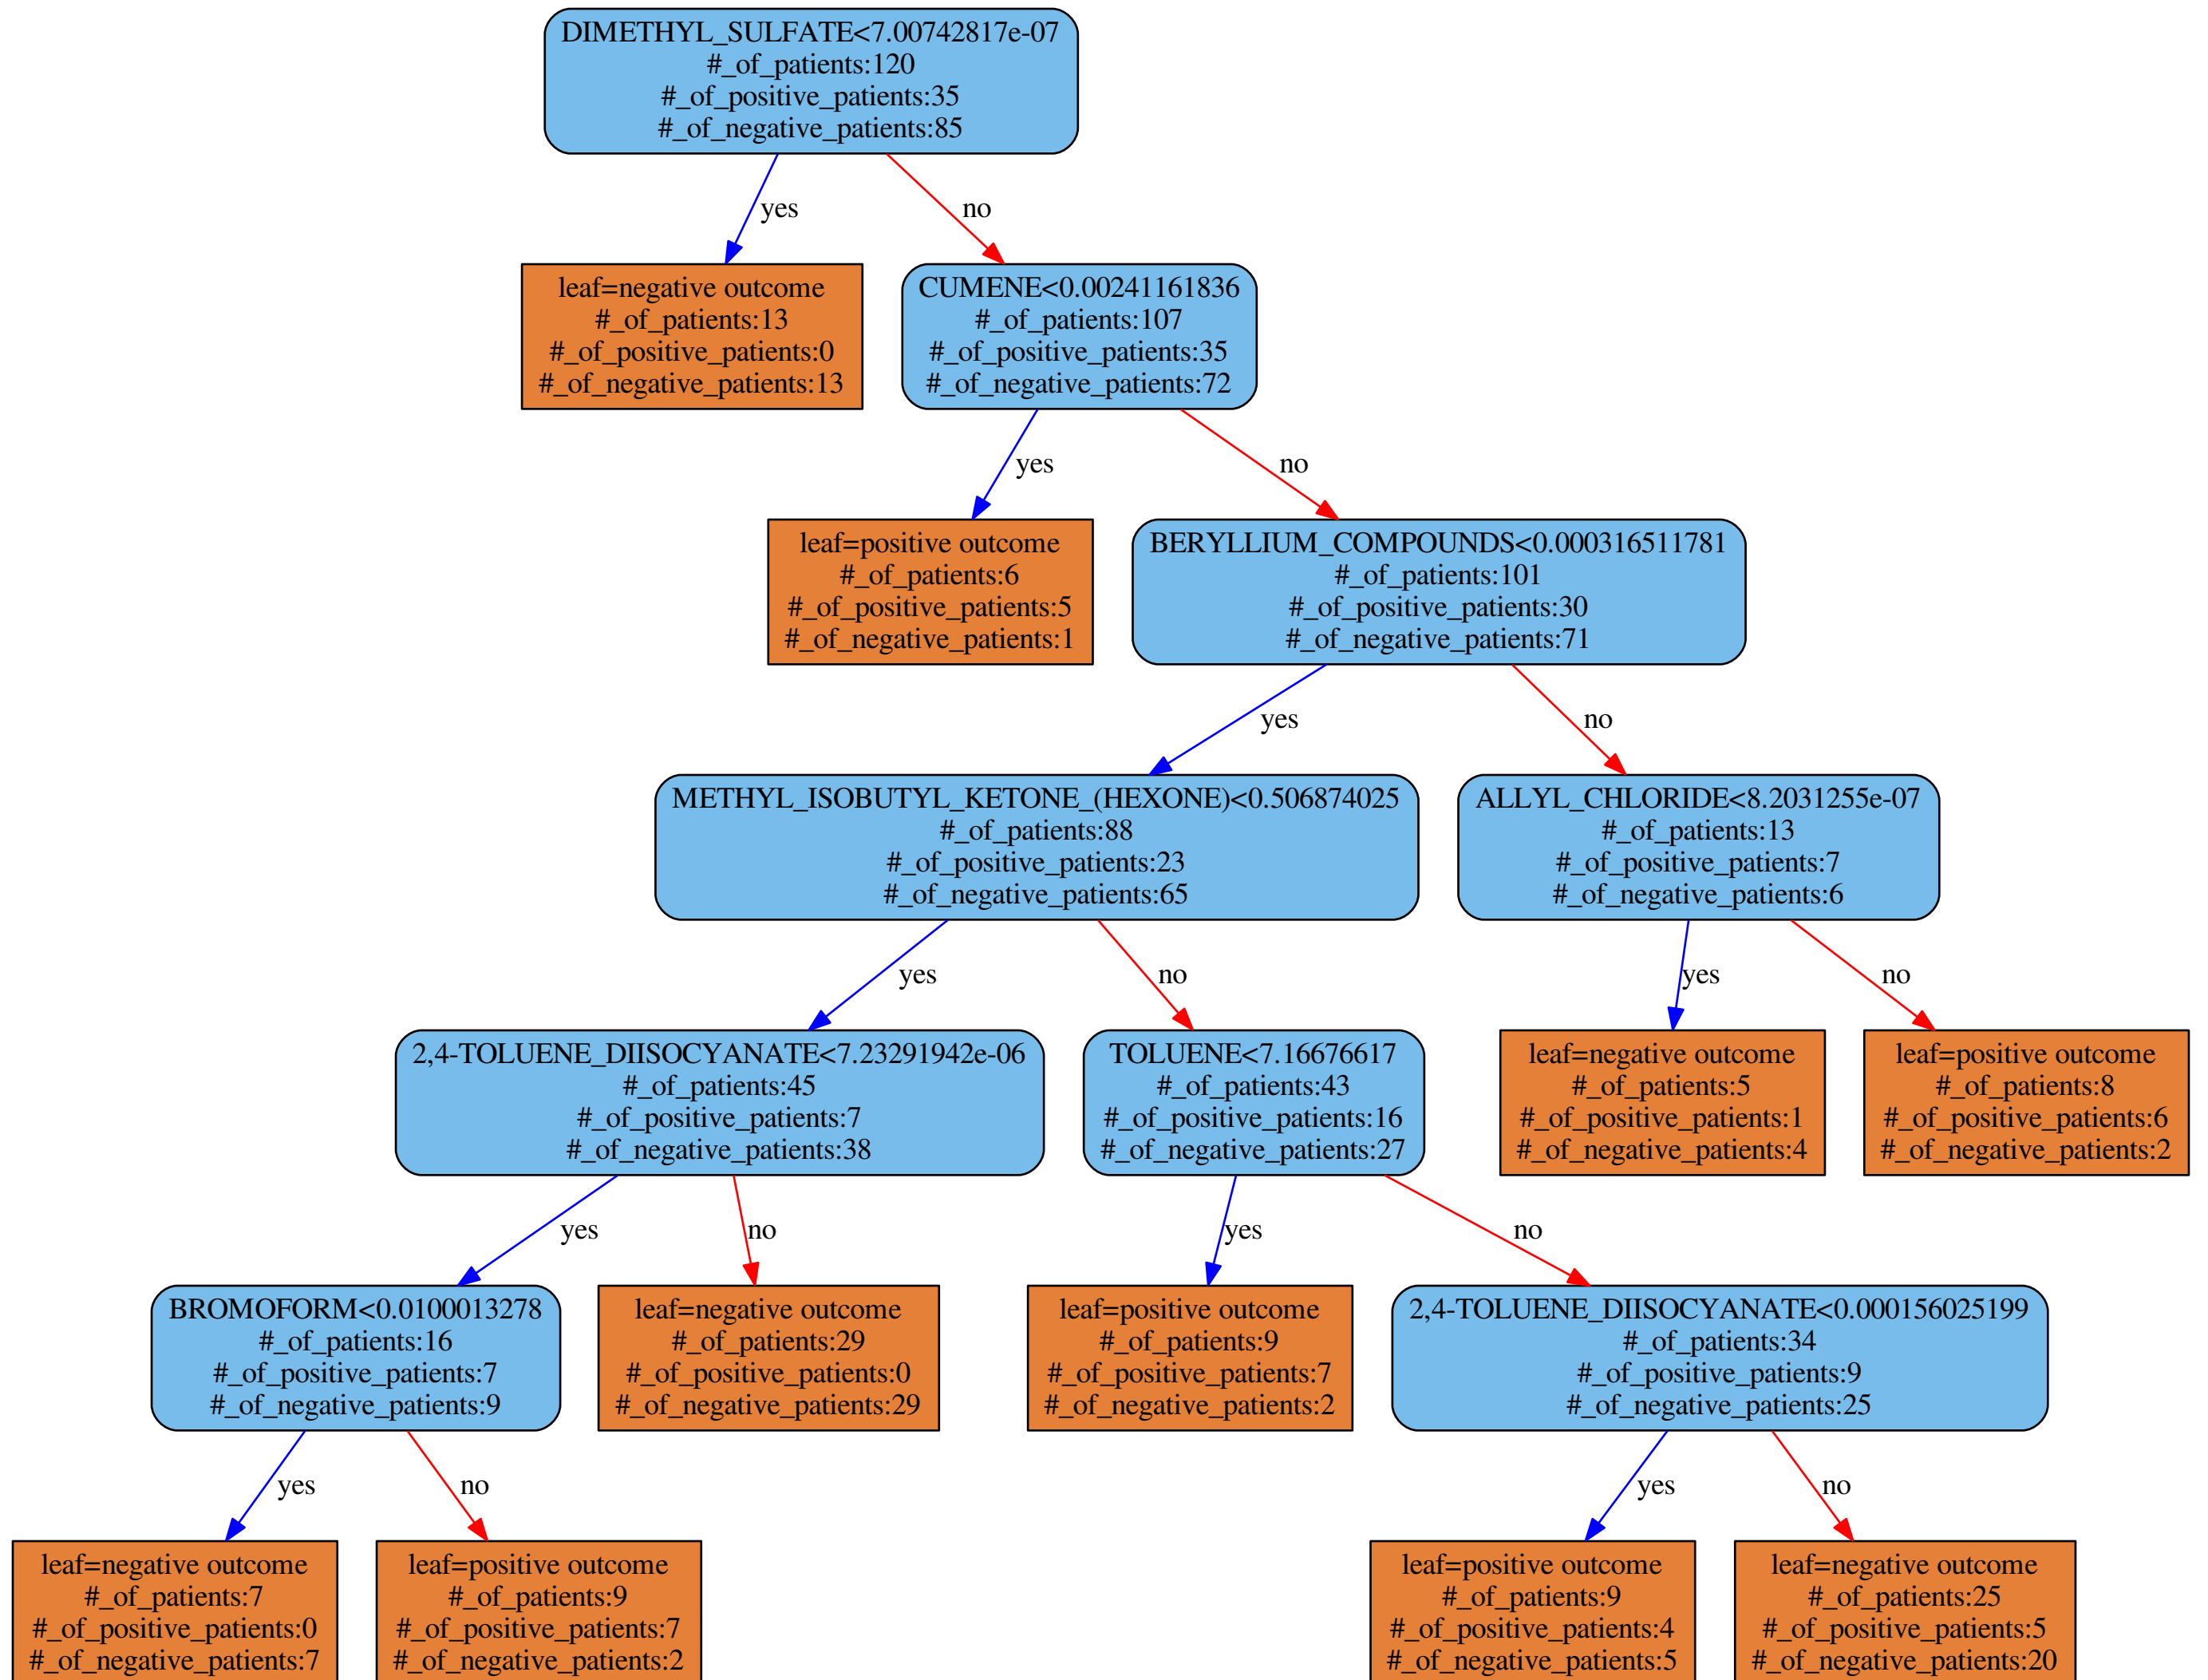 DIMETHYL_SULFATE<7.00742817e-07
#_of_patients:120
#_of_positive_patients:35
#_of_negative_patients:85
yes
no
leaf=negative outcome
#_of_patients:13
#_of_positive_patients:0
#_of_negative_patients:13
CUMENE<0.00241161836
#_of_patients:107
#_of_positive_patients:35
#_of_negative_patients:72
yes
no
leaf=positive outcome
#_of_patients:6
#_of_positive_patients:5
#_of_negative_patients:1
BERYLLIUM_COMPOUNDS<0.000316511781
#_of_patients:101
#_of_positive_patients:30
#_of_negative_patients:71
yes
no
METHYL_ISOBUTYL_KETONE_(HEXONE)<0.506874025
#_of_patients:88
#_of_positive_patients:23
#_of_negative_patients:65
ALLYL_CHLORIDE<8.2031255e-07
#_of_patients:13
#_of_positive_patients:7
#_of_negative_patients:6
yes
no
yes
no
2,4-TOLUENE_DIISOCYANATE<7.23291942e-06
#_of_patients:45
#_of_positive_patients:7
#_of_negative_patients:38
TOLUENE<7.16676617
#_of_patients:43
#_of_positive_patients:16
#_of_negative_patients:27
leaf=negative outcome
#_of_patients:5
#_of_positive_patients:1
#_of_negative_patients:4
leaf=positive outcome
#_of_patients:8
#_of_positive_patients:6
#_of_negative_patients:2
yes
no
yes
no
BROMOFORM<0.0100013278
#_of_patients:16
#_of_positive_patients:7
#_of_negative_patients:9
leaf=negative outcome
#_of_patients:29
#_of_positive_patients:0
#_of_negative_patients:29
leaf=positive outcome
#_of_patients:9
#_of_positive_patients:7
#_of_negative_patients:2
2,4-TOLUENE_DIISOCYANATE<0.000156025199
#_of_patients:34
#_of_positive_patients:9
#_of_negative_patients:25
yes
no
yes
no
leaf=negative outcome
#_of_patients:7
#_of_positive_patients:0
#_of_negative_patients:7
leaf=positive outcome
#_of_patients:9
#_of_positive_patients:7
#_of_negative_patients:2
leaf=positive outcome
#_of_patients:9
#_of_positive_patients:4
#_of_negative_patients:5
leaf=negative outcome
#_of_patients:25
#_of_positive_patients:5
#_of_negative_patients:20